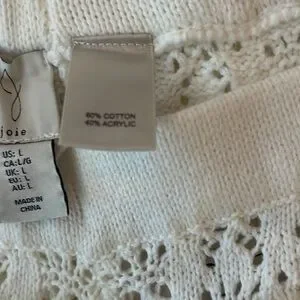 joie
US: L
CA: L/G
UK: L
EU: L
AU: L
MADE IN
CHINA
60% COTTON
40% ACRYLIC